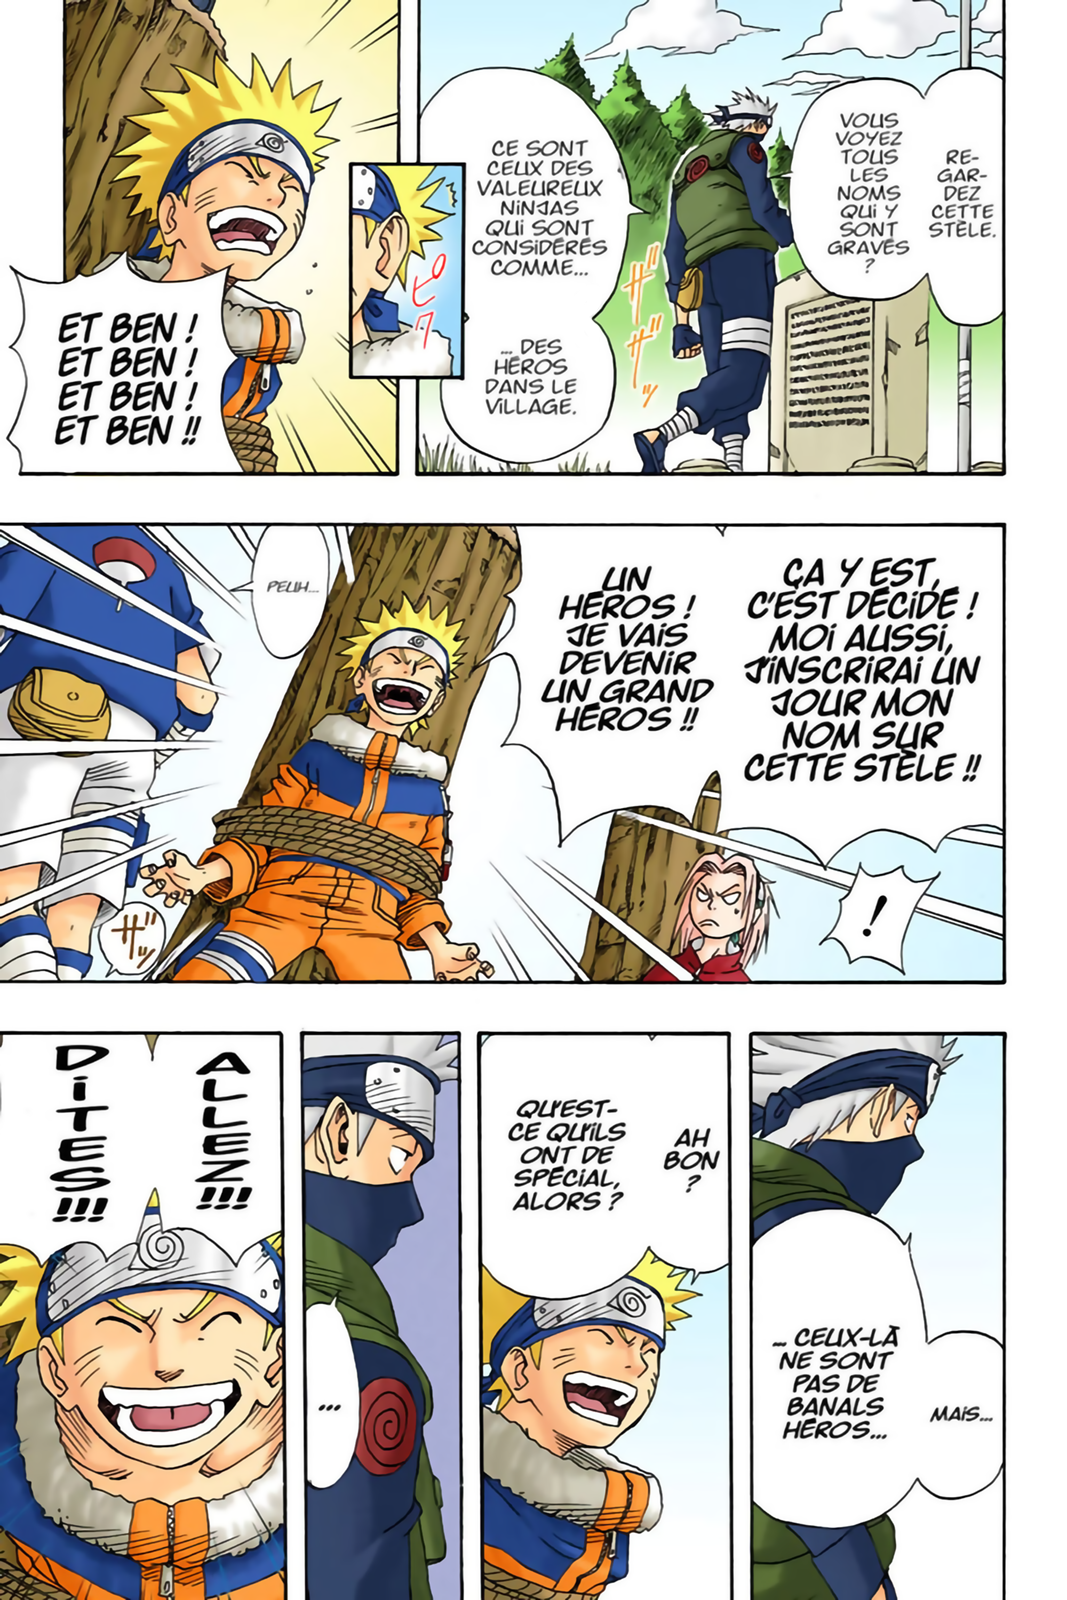 RE-
GAR-
DEZ
CETTE
STÈLE.
VOUS
VOYEZ
TOUS
LES
NOMS
QUI Y
SONT
GRAVÉS
?
CE SONT
CEUX DES
VALEUREUX
NINJAS
QUI SONT
CONSIDÉRÉS
COMME...
... DES
HÉROS
DANS LE
VILLAGE.
ザッ
ザッ
ピク
ET BEN !
ET BEN !
ET BEN !
ET BEN !!
ÇA Y EST,
C'EST DÉCIDÉ !
MOI AUSSI,
J'INSCRIRAI UN
JOUR MON
NOM SUR
CETTE STÈLE !!
UN
HÉROS !
JE VAIS
DEVENIR
UN GRAND
HÉROS !!
!
PEUH...
ザッ
MAIS...
... CEUX-LÀ
NE SONT
PAS DE
BANALS
HÉROS...
AH
BON
?
QU'EST-
CE QU'ILS
ONT DE
SPÉCIAL,
ALORS ?
...
ALLEZ!!!
DITES!!!